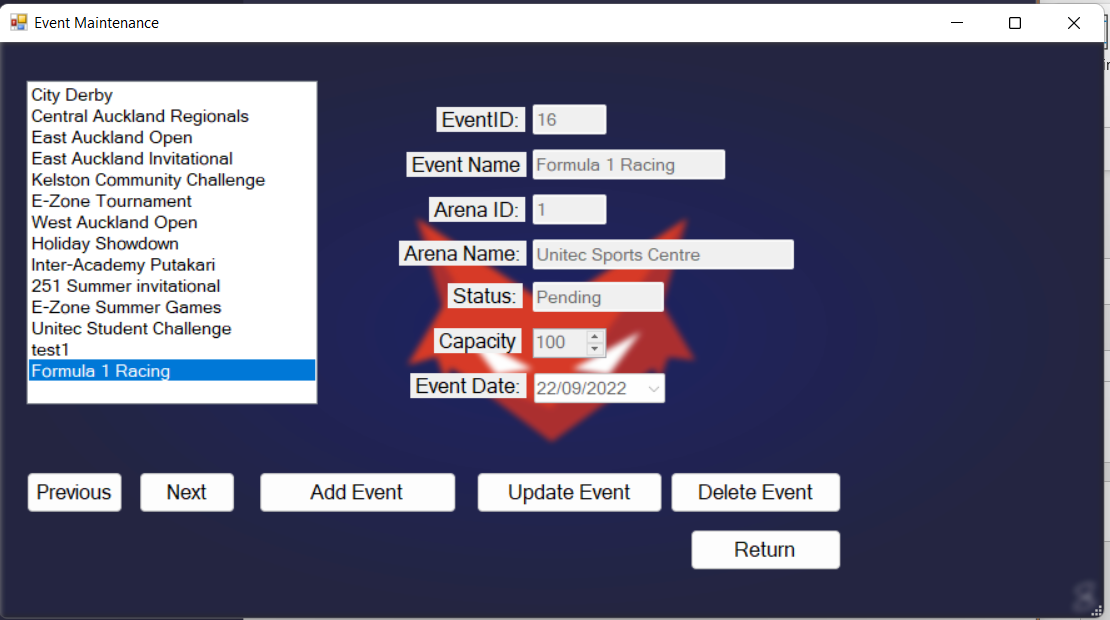 Event Maintenance
City Derby
Central Auckland Regionals
East Auckland Open
East Auckland Invitational
Kelston Community Challenge
E-Zone Tournament
West Auckland Open
Holiday Showdown
Inter-Academy Putakari
251 Summer invitational
E-Zone Summer Games
Unitec Student Challenge
test1
Formula 1 Racing
EventID: 16
Event Name Formula 1 Racing
Arena ID: 1
Arena Name: Unitec Sports Centre
Status: Pending
Capacity 100
Event Date: 22/09/2022
Previous Next Add Event Update Event Delete Event
Return